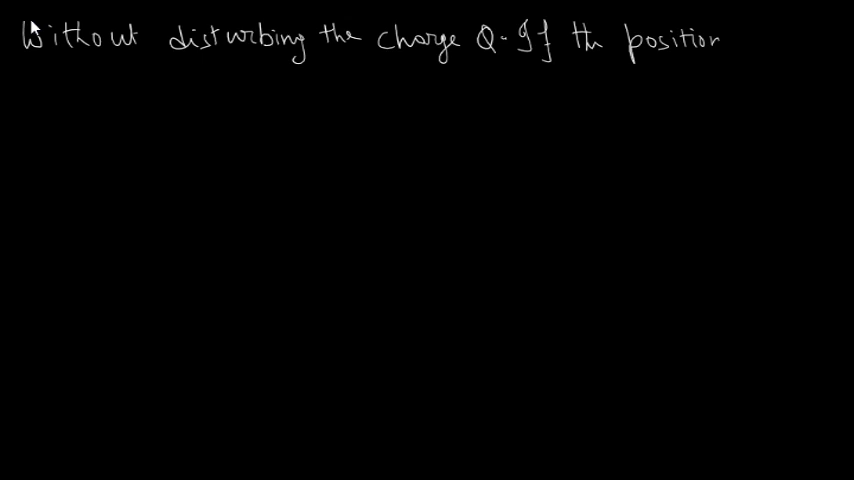 Without disturbing the charge Q. If the position